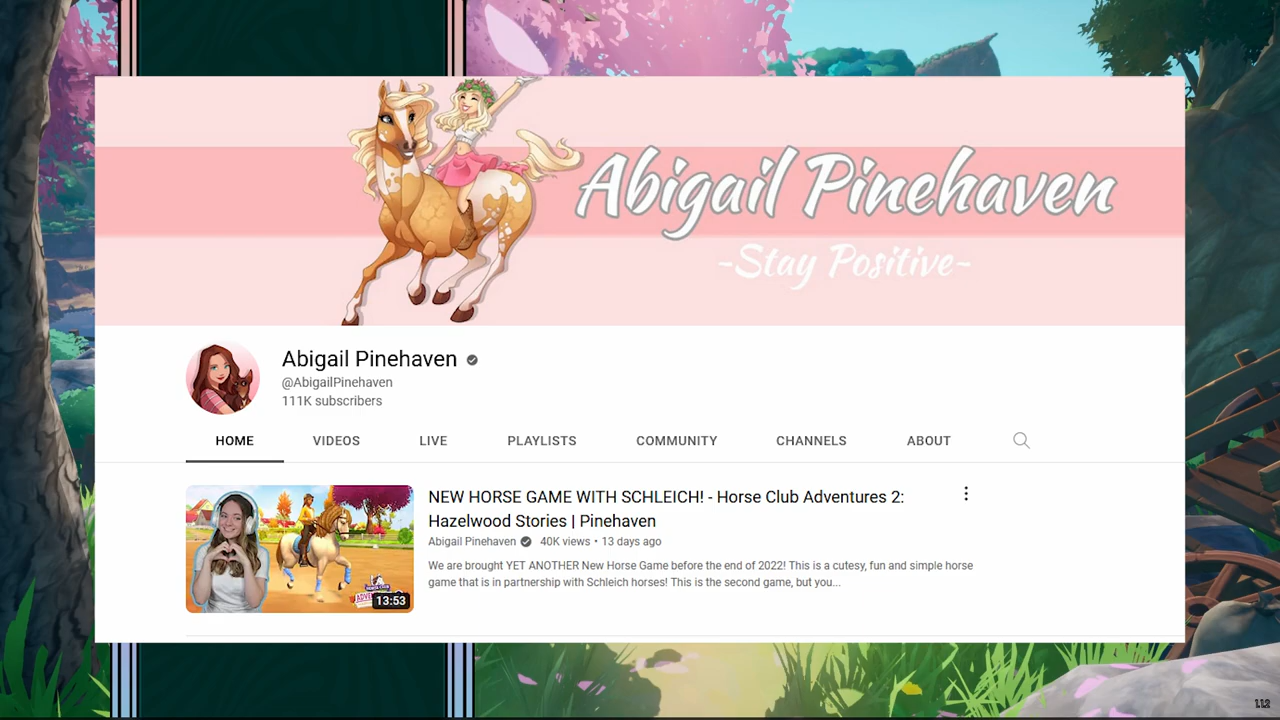 Abigail Pinehaven
-Stay Positive-
Abigail Pinehaven
@AbigailPinehaven
111K subscribers
HOME VIDEOS LIVE PLAYLISTS COMMUNITY CHANNELS ABOUT
NEW HORSE GAME WITH SCHLEICH! - Horse Club Adventures 2:
Hazelwood Stories | Pinehaven
Abigail Pinehaven 40K views • 13 days ago
We are brought YET ANOTHER New Horse Game before the end of 2022! This is a cutesy, fun and simple horse
game that is in partnership with Schleich horses! This is the second game, but you...
13:53
112